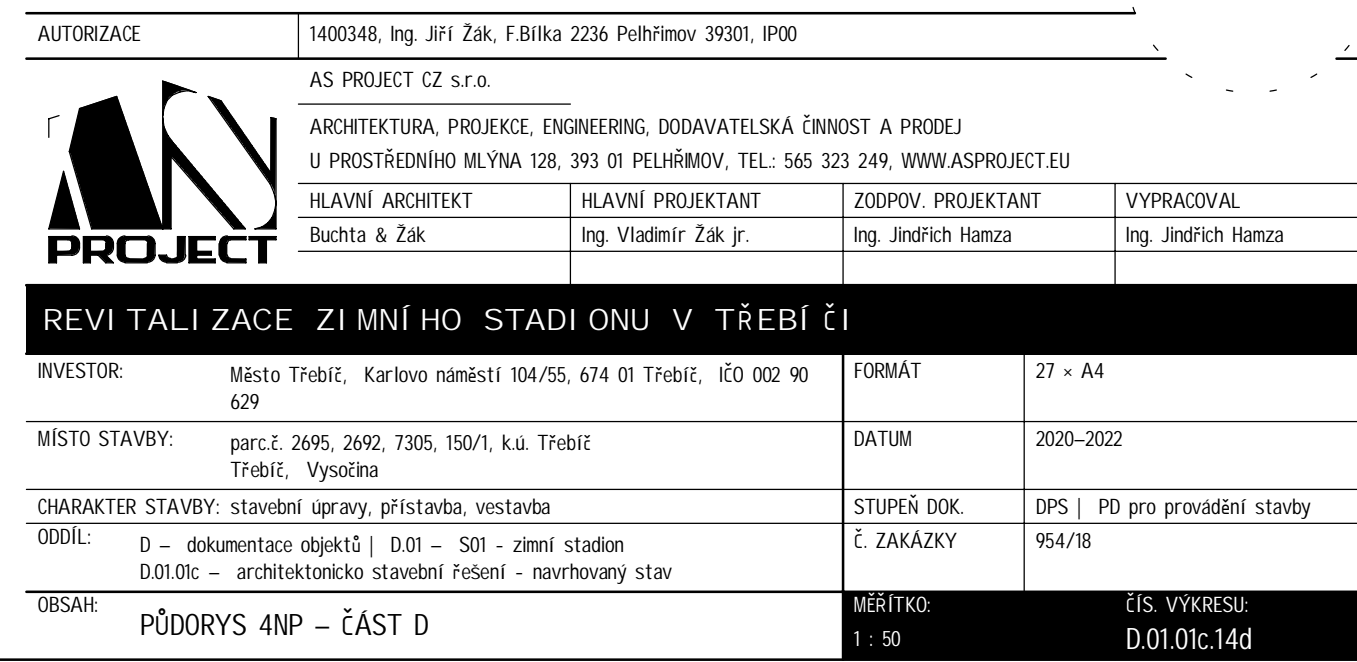 AUTORIZACE 1400348, Ing. Jiří Žák, F.Bílka 2236 Pelhřimov 39301, IP00
AS PROJECT CZ s.r.o.
ARCHITEKTURA, PROJEKCE, ENGINEERING, DODAVATELSKÁ ČINNOST A PRODEJ
U PROSTŘEDNÍHO MLÝNA 128, 393 01 PELHŘIMOV, TEL.: 565 323 249, WWW.ASPROJECT.EU
PROJECT
HLAVNÍ ARCHITEKT HLAVNÍ PROJEKTANT ZODPOV. PROJEKTANT VYPRACOVAL
Buchta & Žák Ing. Vladimír Žák jr. Ing. Jindřich Hamza Ing. Jindřich Hamza
REVITALIZACE ZIMNÍHO STADIONU V TŘEBÍČI
INVESTOR: Město Třebíč, Karlovo náměstí 104/55, 674 01 Třebíč, IČO 002 90
629
FORMÁT 27 × A4
MÍSTO STAVBY: parc.č. 2695, 2692, 7305, 150/1, k.ú. Třebíč
Třebíč, Vysočina
DATUM 2020–2022
CHARAKTER STAVBY: stavební úpravy, přístavba, vestavba
STUPEŇ DOK. DPS | PD pro provádění stavby
ODDÍL: D – dokumentace objektů | D.01 – S01 - zimní stadion
D.01.01c – architektonicko stavební řešení - navrhovaný stav
Č. ZAKÁZKY 954/18
OBSAH: PŮDORYS 4NP – ČÁST D
MĚŘÍTKO: ČÍS. VÝKRESU:
1 : 50 D.01.01c.14d